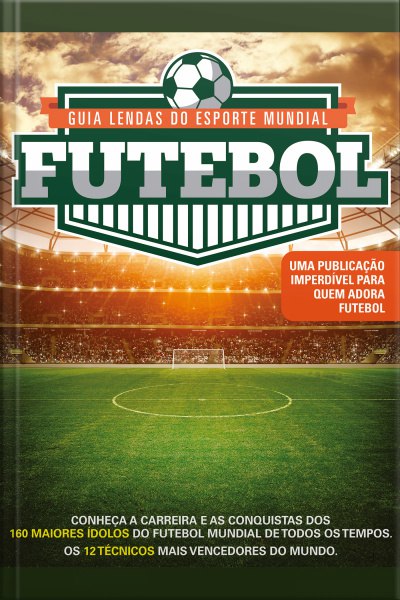 GUIA LENDAS DO ESPORTE MUNDIAL
FUTEBOL
UMA PUBLICAÇÃO
IMPERDÍVEL PARA
QUEM ADORA
FUTEBOL
CONHEÇA A CARREIRA E AS CONQUISTAS DOS
160 MAIORES ÍDOLOS DO FUTEBOL MUNDIAL DE TODOS OS TEMPOS.
OS 12 TÉCNICOS MAIS VENCEDORES DO MUNDO.